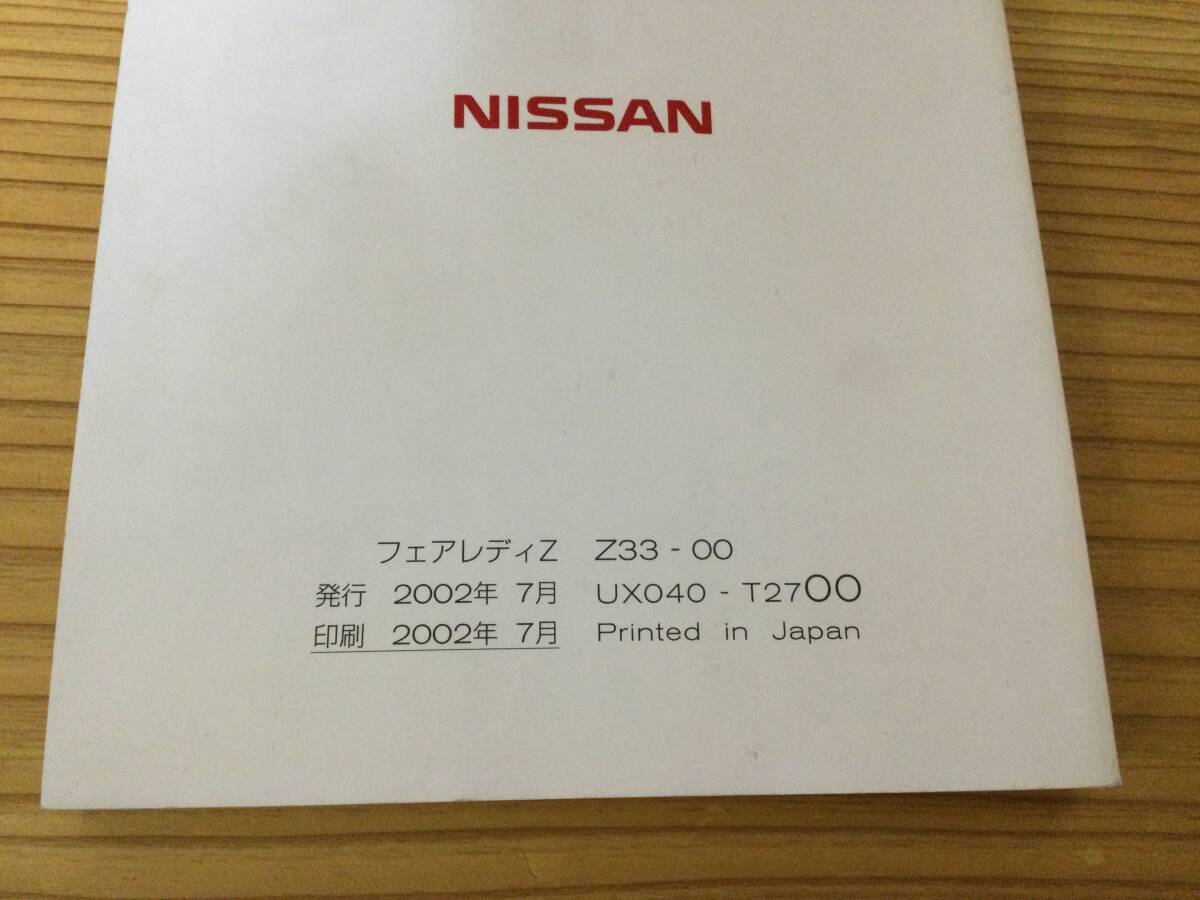 NISSAN
フェアレディZ Z33 - 00
発行 2002年 7月 UX040 - T2700
印刷 2002年 7月 Printed in Japan